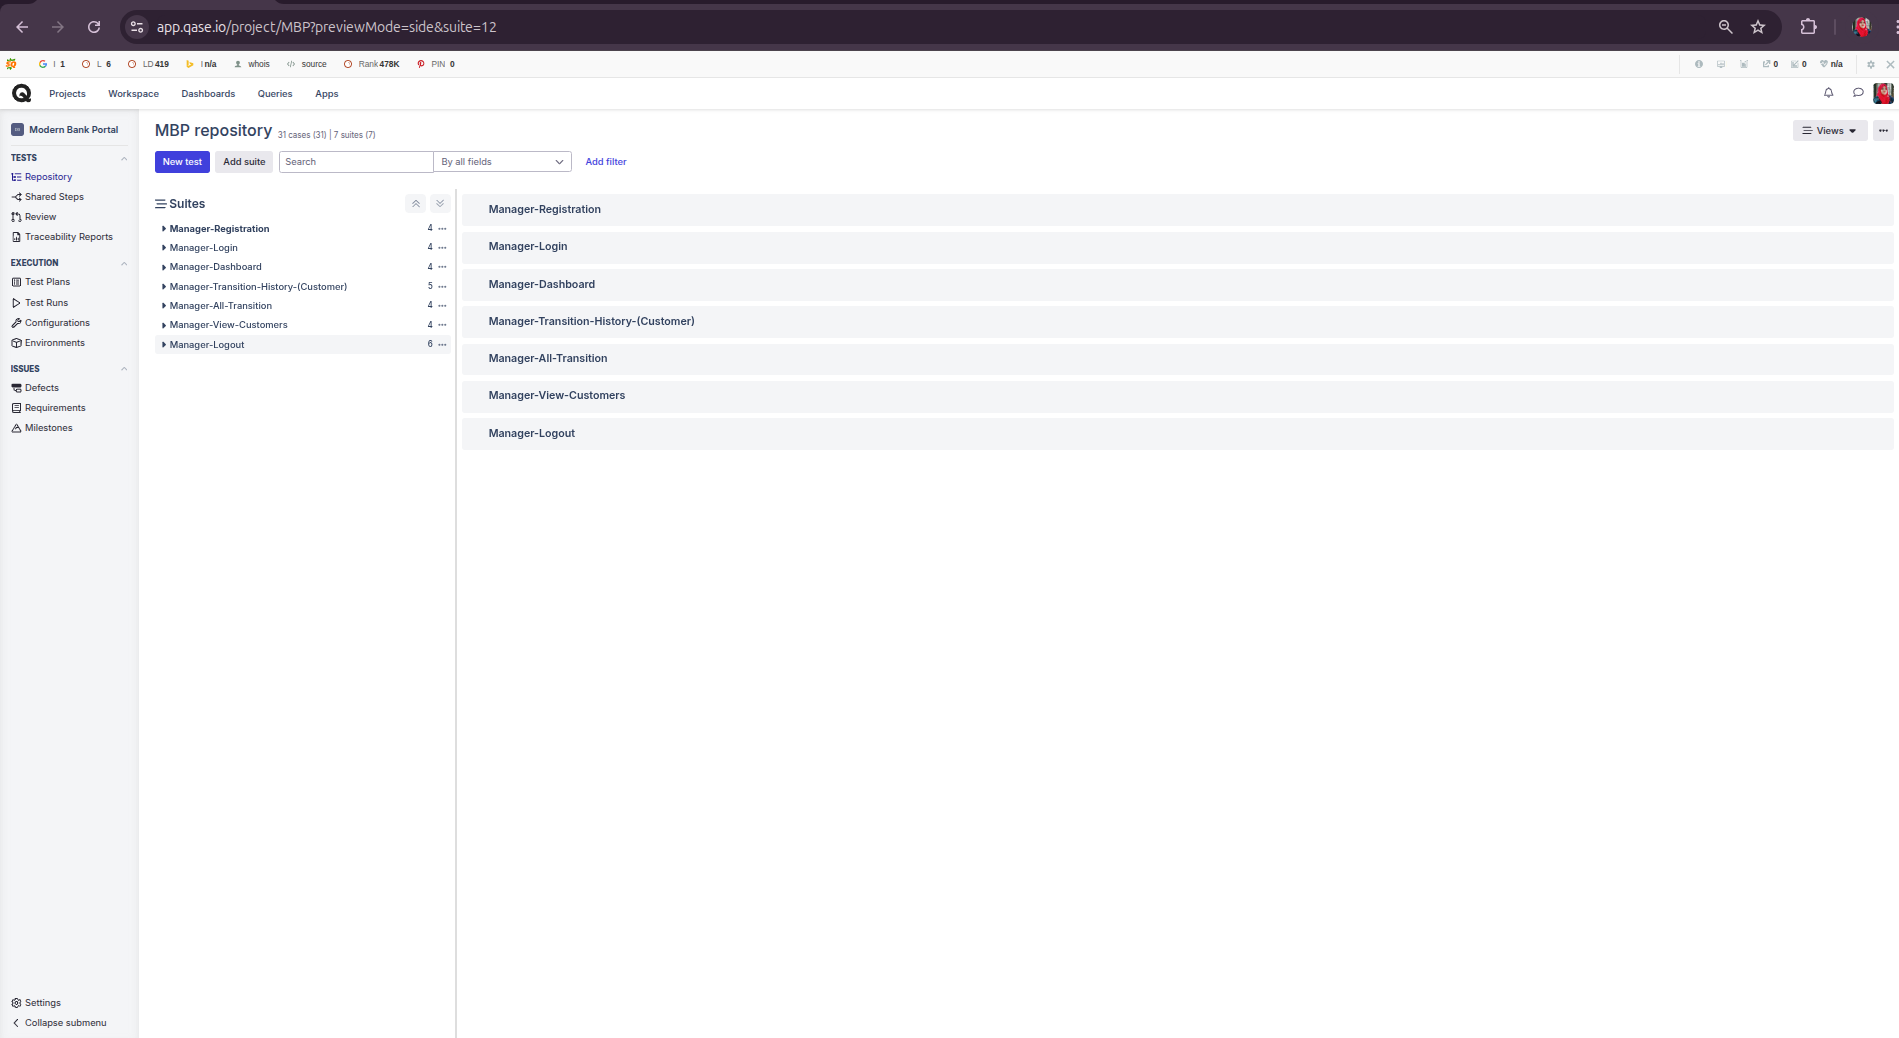 app.qase.io/project/MBP?previewMode=side&suite=12
I 1 L 6 LD 419 I n/a whois source Rank 478K PIN 0 0 0 n/a
Projects Workspace Dashboards Queries Apps
Modern Bank Portal
TESTS
Repository
Shared Steps
Review
Traceability Reports
EXECUTION
Test Plans
Test Runs
Configurations
Environments
ISSUES
Defects
Requirements
Milestones
Settings
Collapse submenu
MBP repository 31 cases (31) | 7 suites (7)
Views
New test Add suite Search By all fields Add filter
Suites
Manager-Registration 4
Manager-Login 4
Manager-Dashboard 4
Manager-Transition-History-(Customer) 5
Manager-All-Transition 4
Manager-View-Customers 4
Manager-Logout 6
Manager-Registration
Manager-Login
Manager-Dashboard
Manager-Transition-History-(Customer)
Manager-All-Transition
Manager-View-Customers
Manager-Logout